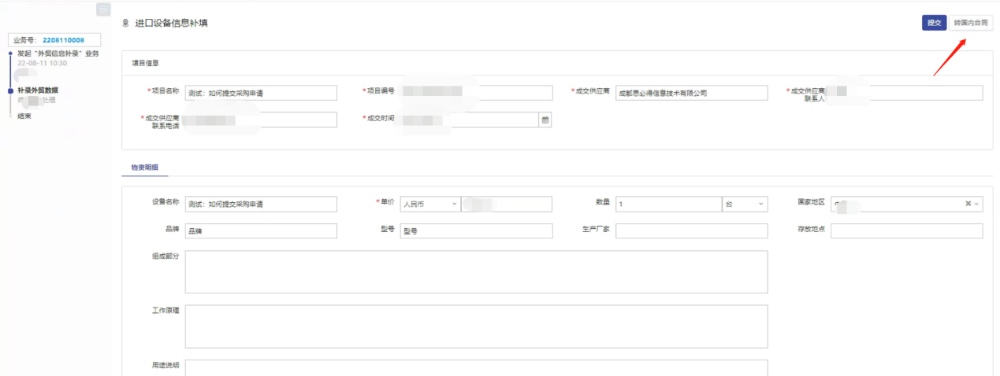 进口设备信息补填
提交
转国内合同
业务号: 2208110008
发起“外贸信息补录”业务
22-08-11 10:30
补录外贸数据
处理
结束
项目信息
*项目名称 测试：如何提交采购申请
*项目编号
*成交供应商 成都思必得信息技术有限公司
*成交供应商
联系人
*成交供应商
联系电话
*成交时间
物资明细
设备名称 测试：如何提交采购申请
*单价 人民币
数量 1 台
国家地区
品牌 品牌
型号 型号
生产厂家
存放地点
组成部分
工作原理
用途说明